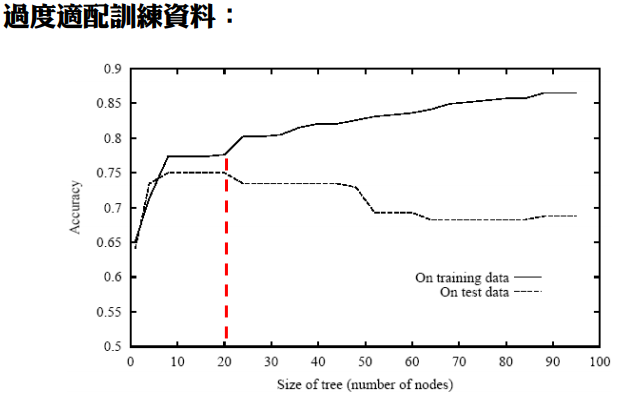 過度適配訓練資料：
0.9
0.85
0.8
0.75
0.7
0.65
0.6
0.55
0.5
Accuracy
On training data
On test data
0 10 20 30 40 50 60 70 80 90 100
Size of tree (number of nodes)